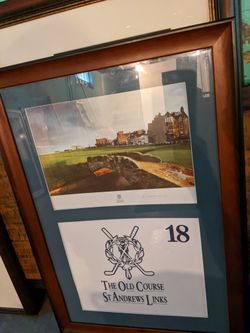 18
THE OLD COURSE
ST ANDREWS LINKS